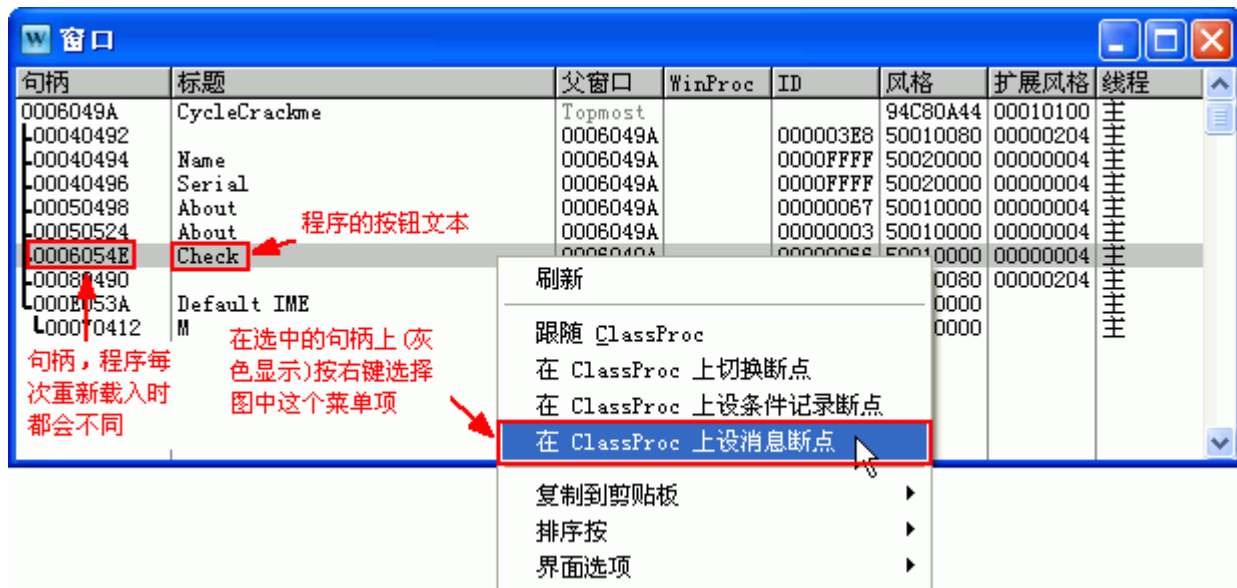 窗口
句柄 标题 父窗口 WinProc ID 风格 扩展风格 线程
0006049A CycleCrackme Topmost 94C80A44 00010100 主
00040492 0006049A 000003E8 50010080 00000204 主
00040494 Name 0006049A 0000FFFF 50020000 00000004 主
00040496 Serial 0006049A 0000FFFF 50020000 00000004 主
00050498 About 0006049A 00000067 50010000 00000004 主
00050524 About 0006049A 00000003 50010000 00000004 主
程序的按钮文本
0006054E Check 0006049A 00000066 50010000 00000004 主
00080490 0080 00000204 主
000E053A Default IME 0000 主
00070412 M 0000 主
句柄，程序每
次重新载入时
都会不同
在选中的句柄上(灰
色显示)按右键选择
图中这个菜单项
刷新
跟随 ClassProc
在 ClassProc 上切换断点
在 ClassProc 上设条件记录断点
在 ClassProc 上设消息断点
复制到剪贴板
排序按
界面选项